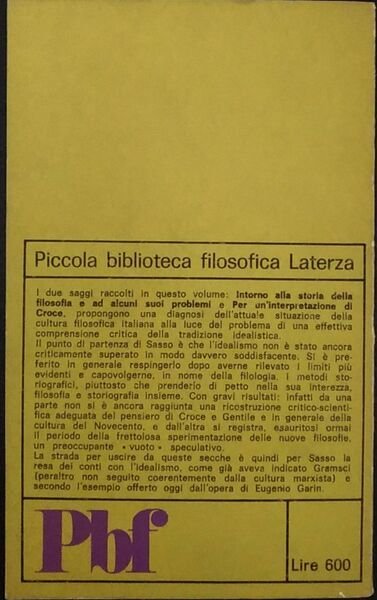 Piccola biblioteca filosofica Laterza
I due saggi raccolti in questo volume: Intorno alla storia della
filosofia e ad alcuni suoi problemi e Per un'interpretazione di
Croce, propongono una diagnosi dell'attuale situazione della
cultura filosofica italiana alla luce del problema di una effettiva
comprensione critica della tradizione idealistica.
Il punto di partenza di Sasso è che l'idealismo non è stato ancora
criticamente superato in modo davvero soddisfacente. Si è pre-
ferito in generale respingerlo dopo averne rilevato i limiti più
evidenti e capovolgerne, in nome della filologia, i metodi sto-
riografici, piuttosto che prenderlo di petto nella sua interezza,
filosofia e storiografia insieme. Con gravi risultati: infatti da una
parte non si è ancora raggiunta una ricostruzione critico-scienti-
fica adeguata del pensiero di Croce e Gentile e in generale della
cultura del Novecento, e dall'altra si registra, esauritosi ormai
il periodo della frettolosa sperimentazione delle nuove filosofie,
un preoccupante « vuoto » speculativo.
La strada per uscire da queste secche è quindi per Sasso la
resa dei conti con l'idealismo, come già aveva indicato Gramsci
(peraltro non seguito coerentemente dalla cultura marxista) e
secondo l'esempio offerto oggi dall'opera di Eugenio Garin.
Pbf
Lire 600